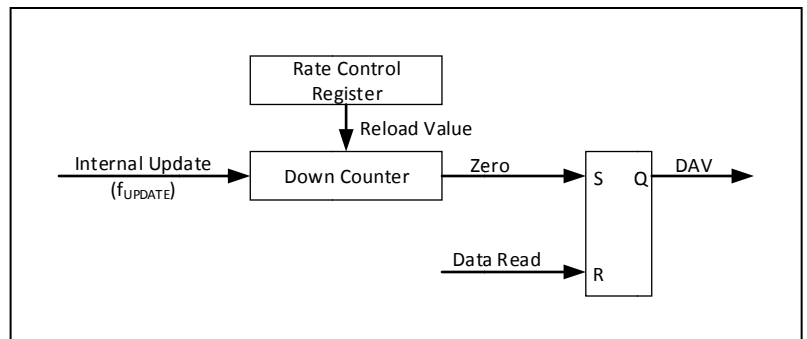 Rate Control
Register
Reload Value
Internal Update
(fUPDATE)
Down Counter
Zero
S
Q
DAV
Data Read
R